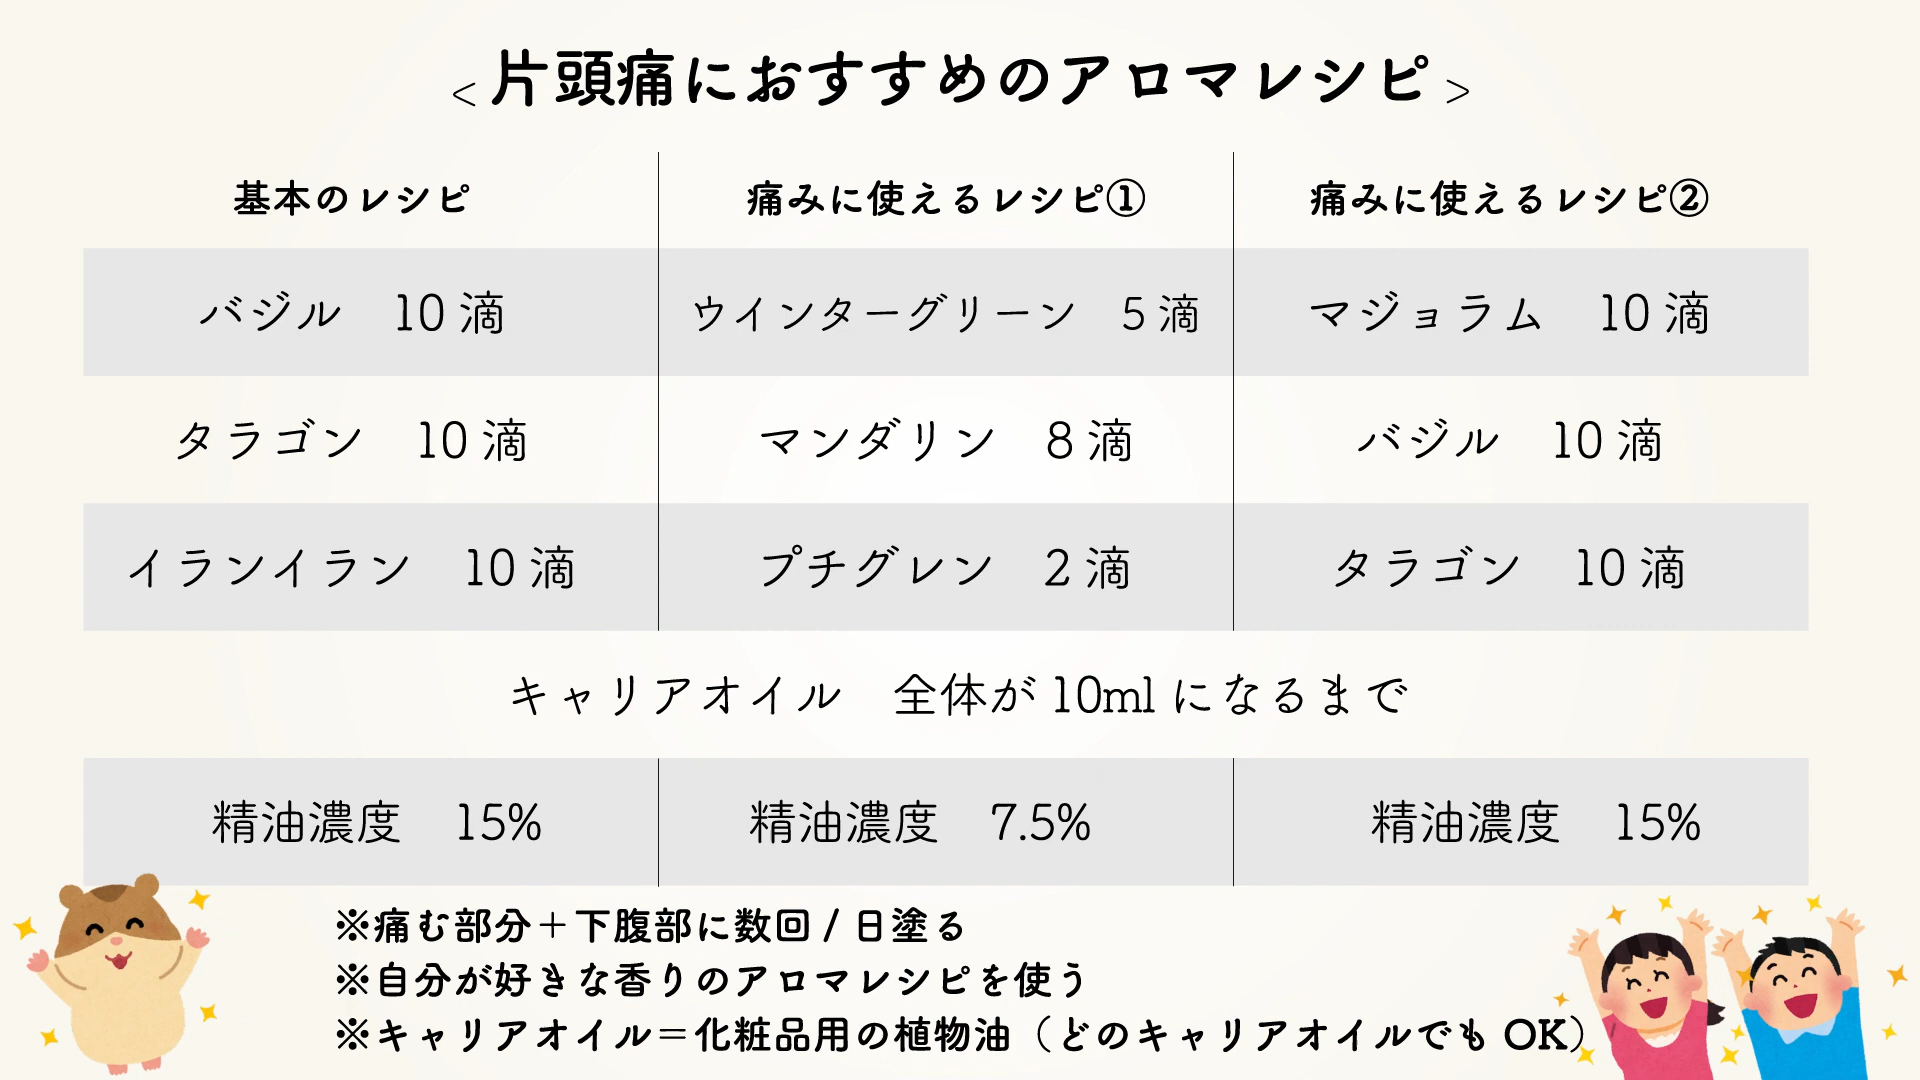 <片頭痛におすすめのアロマレシピ>
基本のレシピ 痛みに使えるレシピ① 痛みに使えるレシピ②
バジル 10滴 ウインターグリーン 5滴 マジョラム 10滴
タラゴン 10滴 マンダリン 8滴 バジル 10滴
イランイラン 10滴 プチグレン 2滴 タラゴン 10滴
キャリアオイル 全体が10mlになるまで
精油濃度 15% 精油濃度 7.5% 精油濃度 15%
※痛む部分＋下腹部に数回/日塗る
※自分が好きな香りのアロマレシピを使う
※キャリアオイル＝化粧品用の植物油（どのキャリアオイルでもOK）